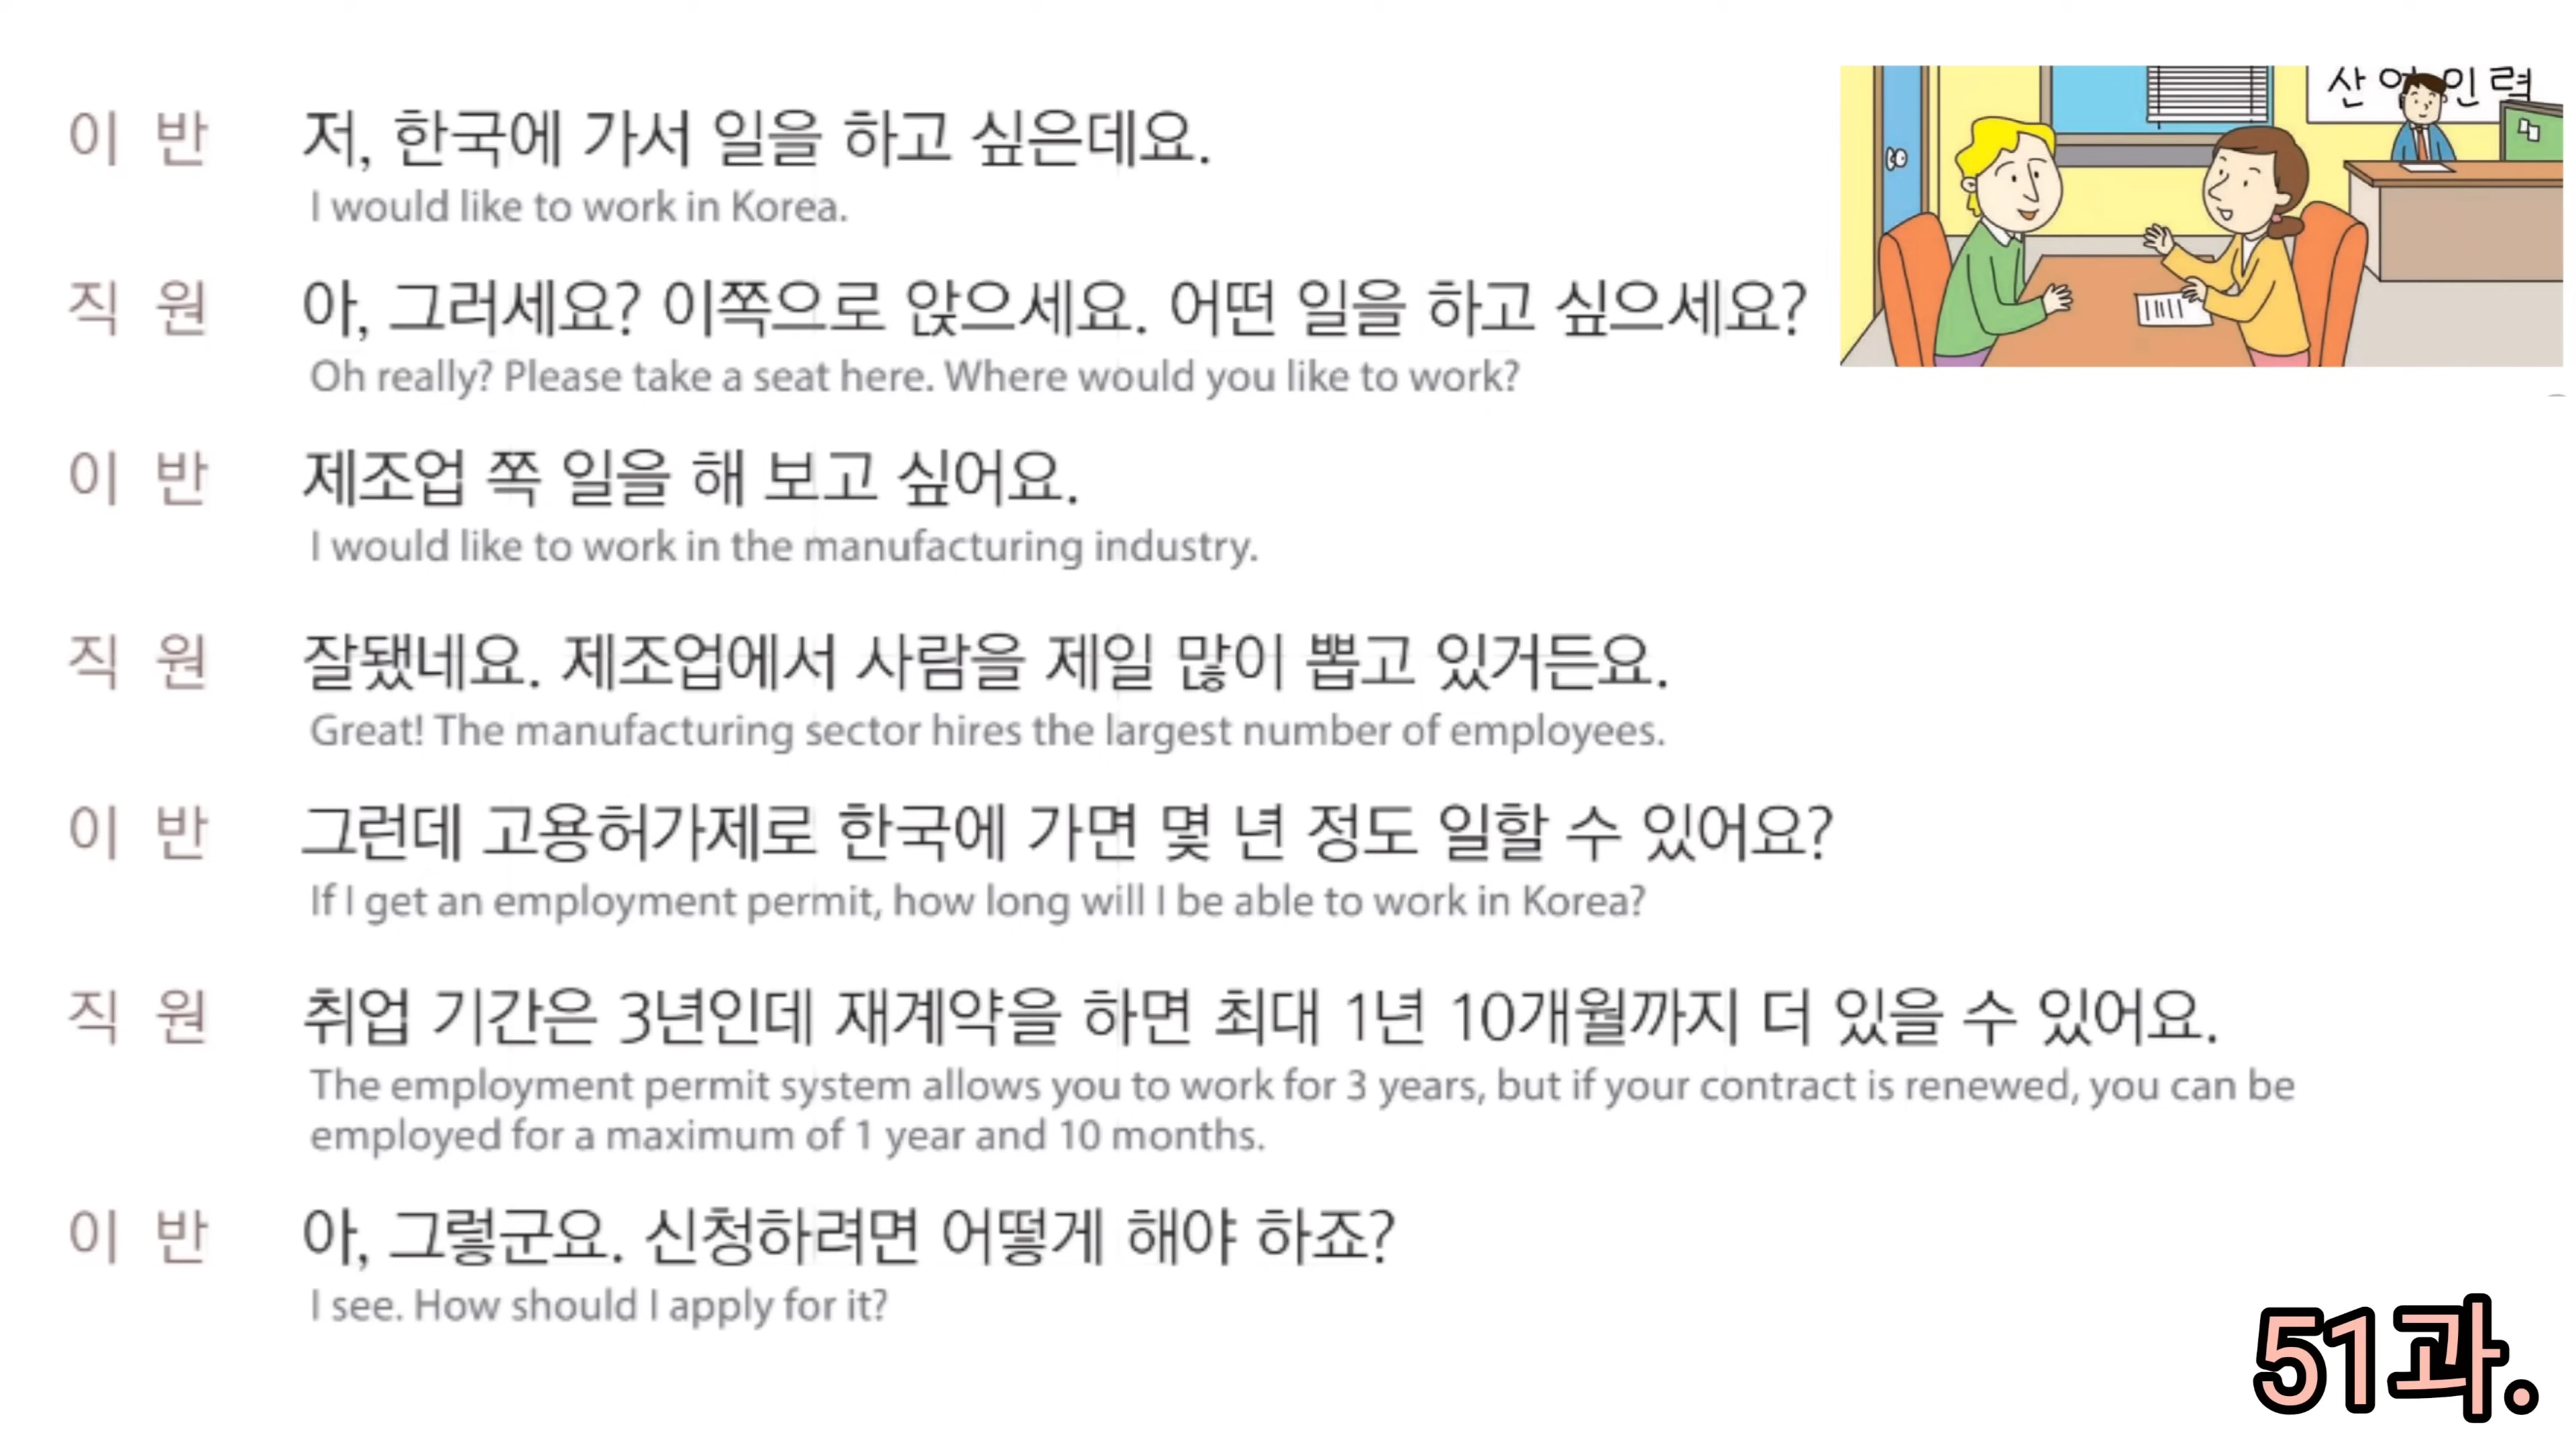 산업인력
이 반 저, 한국에 가서 일을 하고 싶은데요.
I would like to work in Korea.
직 원 아, 그러세요? 이쪽으로 앉으세요. 어떤 일을 하고 싶으세요?
Oh really? Please take a seat here. Where would you like to work?
이 반 제조업 쪽 일을 해 보고 싶어요.
I would like to work in the manufacturing industry.
직 원 잘됐네요. 제조업에서 사람을 제일 많이 뽑고 있거든요.
Great! The manufacturing sector hires the largest number of employees.
이 반 그런데 고용허가제로 한국에 가면 몇 년 정도 일할 수 있어요?
If I get an employment permit, how long will I be able to work in Korea?
직 원 취업 기간은 3년인데 재계약을 하면 최대 1년 10개월까지 더 있을 수 있어요.
The employment permit system allows you to work for 3 years, but if your contract is renewed, you can be
employed for a maximum of 1 year and 10 months.
이 반 아, 그렇군요. 신청하려면 어떻게 해야 하죠?
I see. How should I apply for it?
51과.